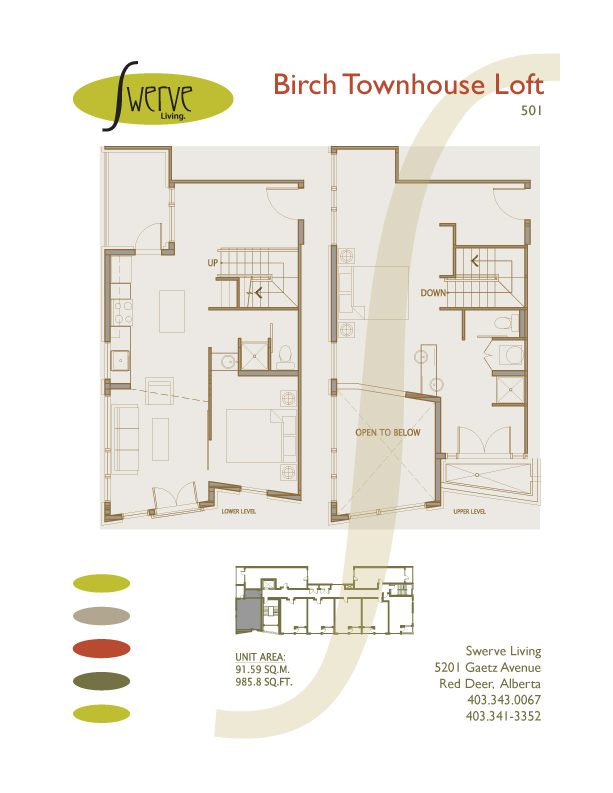 Swerve
Living.
Birch Townhouse Loft
501
UP
DOWN
OPEN TO BELOW
LOWER LEVEL
UPPER LEVEL
UNIT AREA:
91.59 SQ.M.
985.8 SQ.FT.
Swerve Living
5201 Gaetz Avenue
Red Deer, Alberta
403.343.0067
403.341-3352